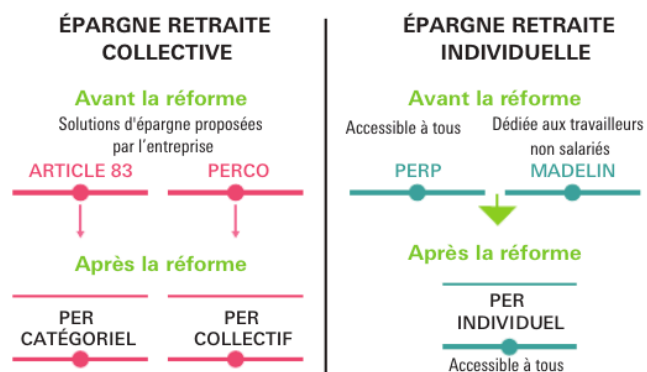 ÉPARGNE RETRAITE
COLLECTIVE
Avant la réforme
Solutions d'épargne proposées
par l'entreprise
ARTICLE 83
PERCO
Après la réforme
PER
CATÉGORIEL
PER
COLLECTIF
ÉPARGNE RETRAITE
INDIVIDUELLE
Avant la réforme
Accessible à tous
Dédiée aux travailleurs
non salariés
PERP
MADELIN
Après la réforme
PER
INDIVIDUEL
Accessible à tous